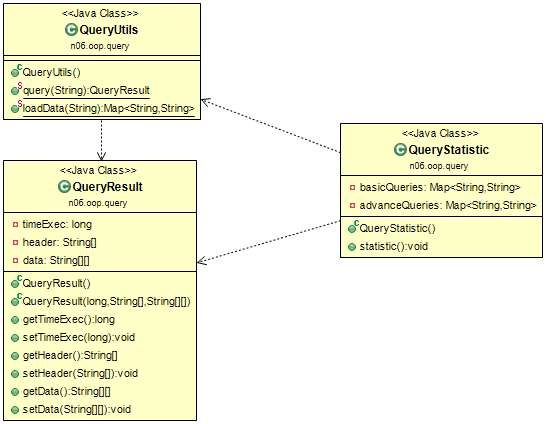 <<Java Class>>
QueryUtils
n06.oop.query
QueryUtils()
query(String):QueryResult
loadData(String):Map<String,String>
<<Java Class>>
QueryResult
n06.oop.query
timeExec: long
header: String[]
data: String[][]
QueryResult()
QueryResult(long,String[],String[][])
getTimeExec():long
setTimeExec(long):void
getHeader():String[]
setHeader(String[]):void
getData():String[][]
setData(String[][]):void
<<Java Class>>
QueryStatistic
n06.oop.query
basicQueries: Map<String,String>
advanceQueries: Map<String,String>
QueryStatistic()
statistic():void